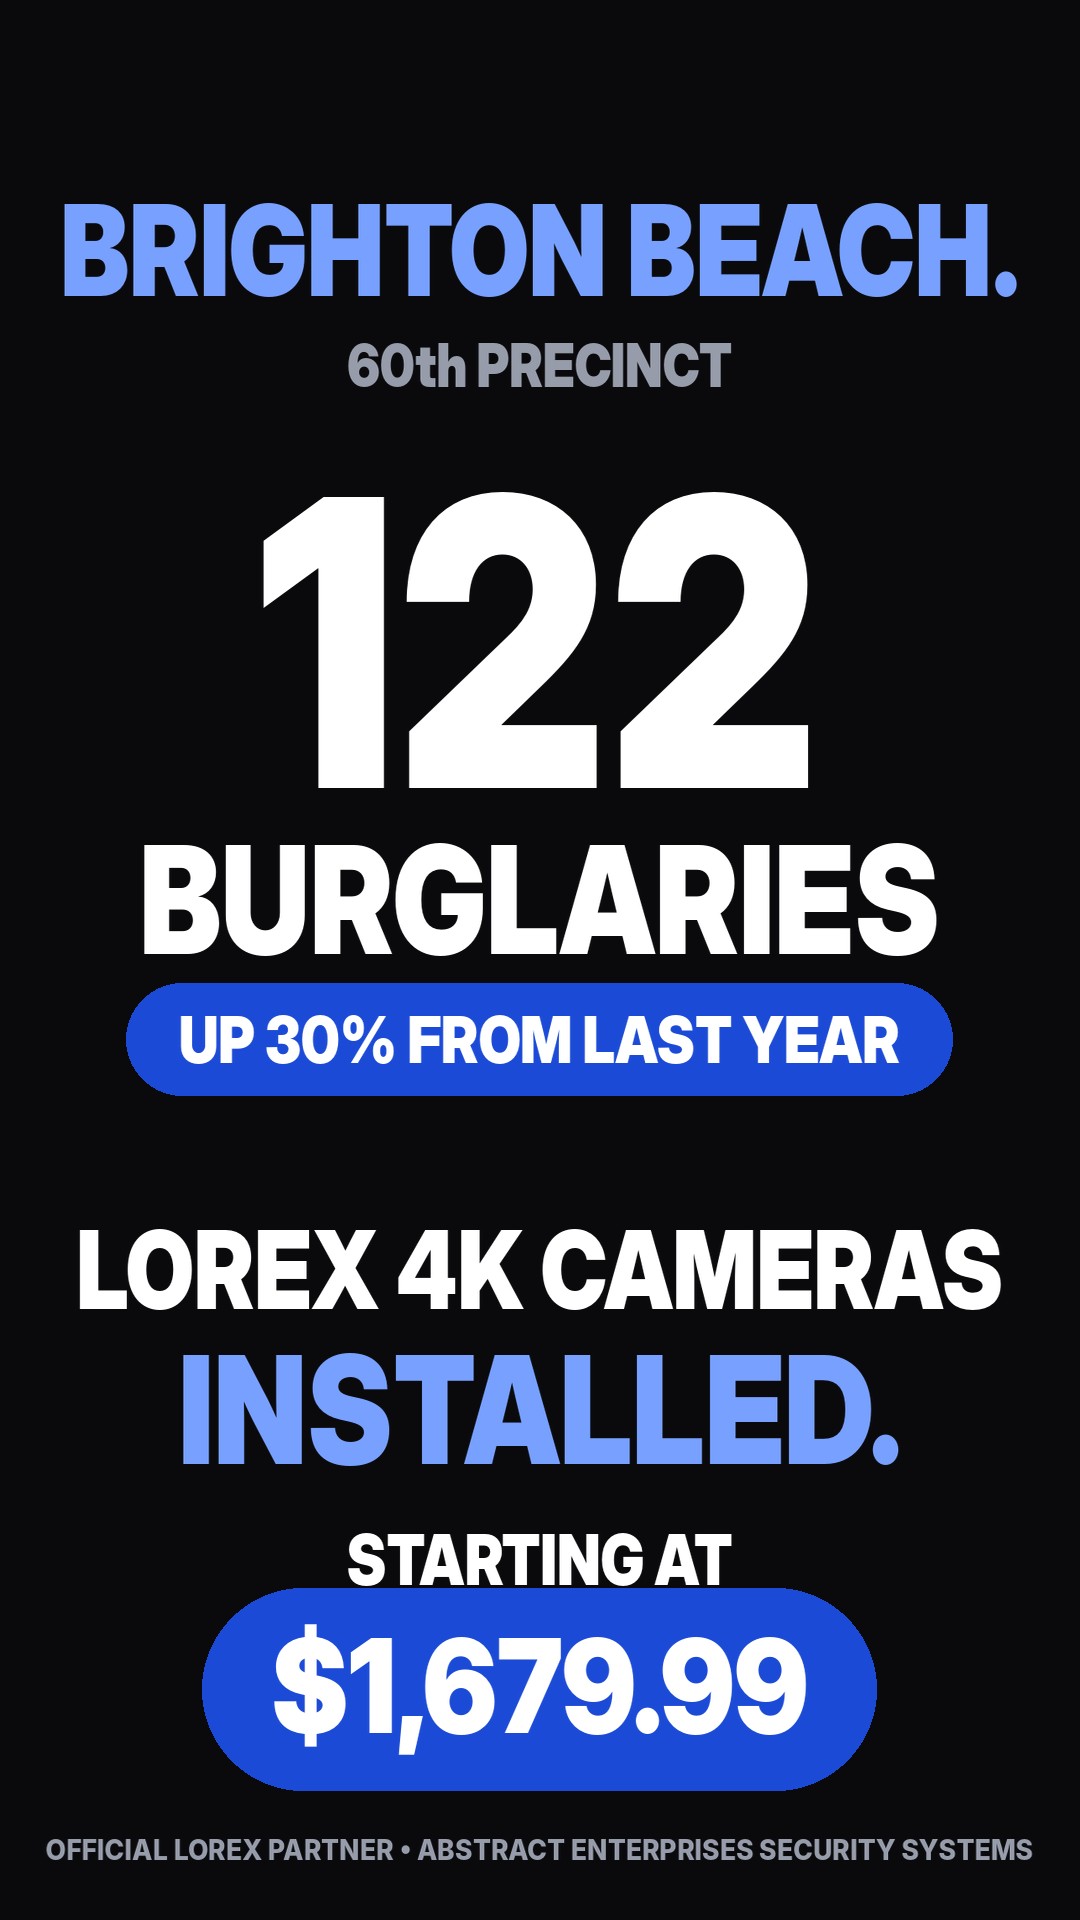 BRIGHTON BEACH.
60th PRECINCT
122
BURGLARIES
UP 30% FROM LAST YEAR
LOREX 4K CAMERAS
INSTALLED.
STARTING AT
$1,679.99
OFFICIAL LOREX PARTNER • ABSTRACT ENTERPRISES SECURITY SYSTEMS